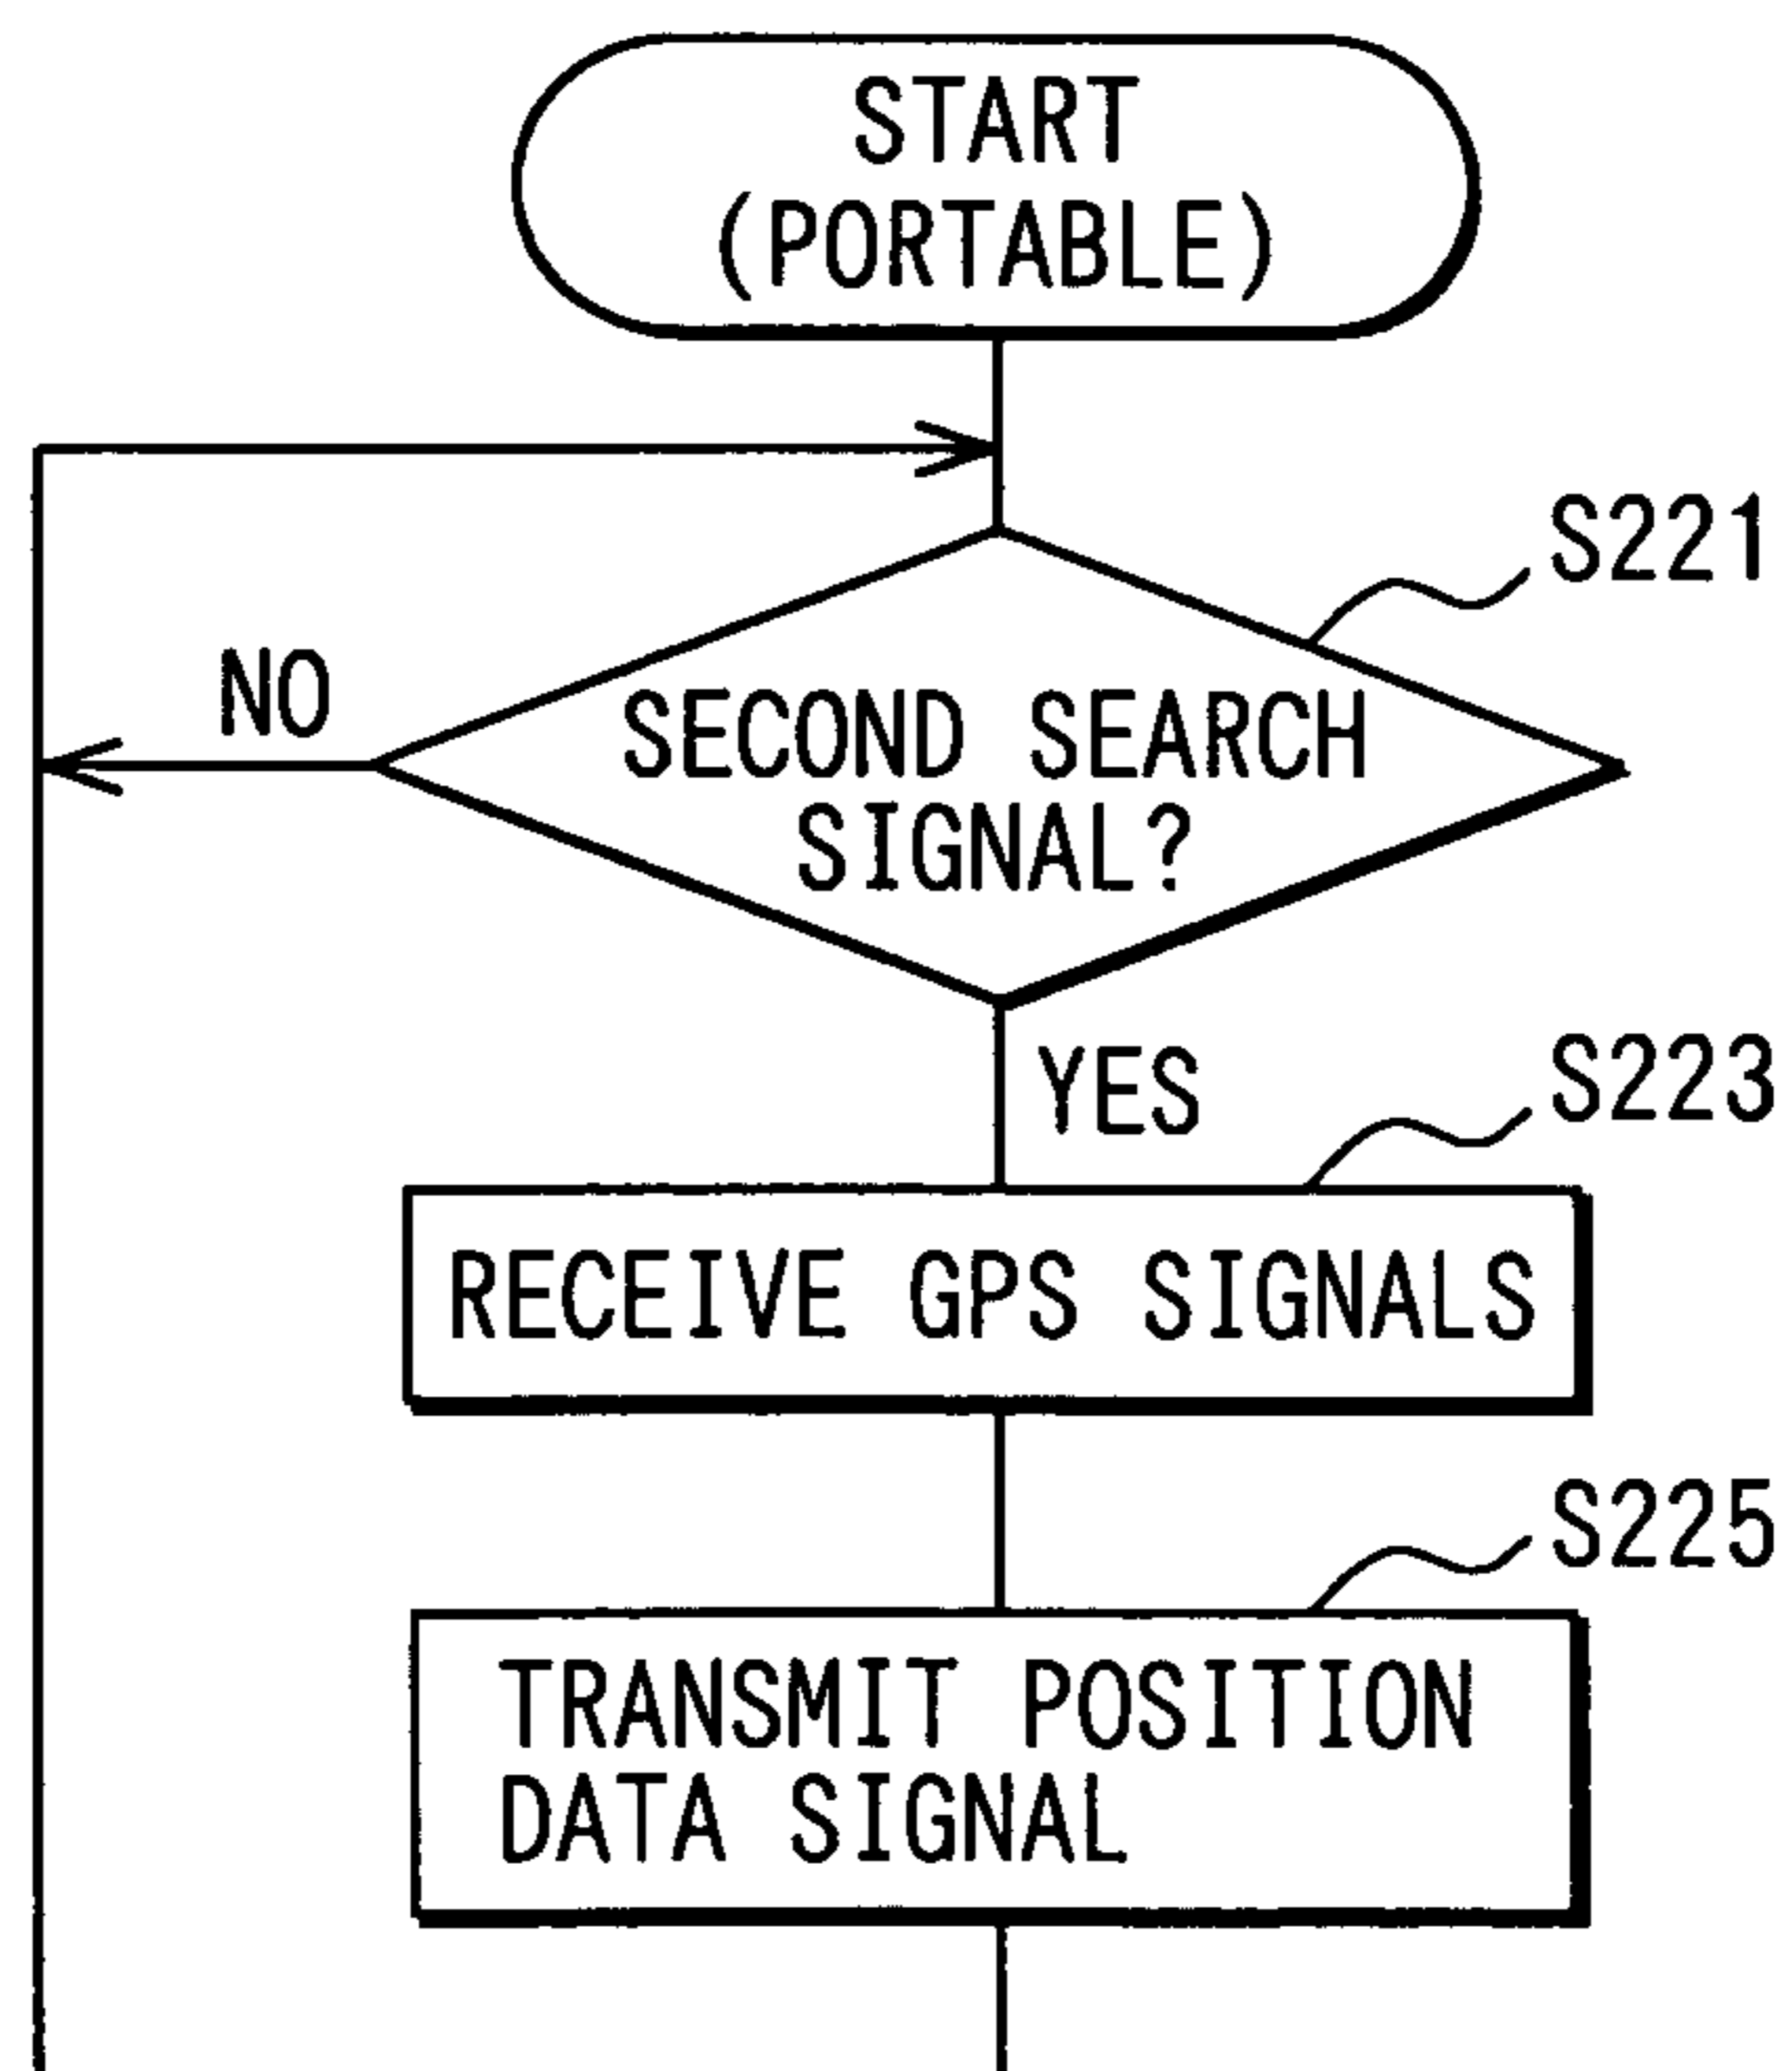 START
(PORTABLE)
S221
NO
SECOND SEARCH
SIGNAL?
YES
S223
RECEIVE GPS SIGNALS
S225
TRANSMIT POSITION
DATA SIGNAL